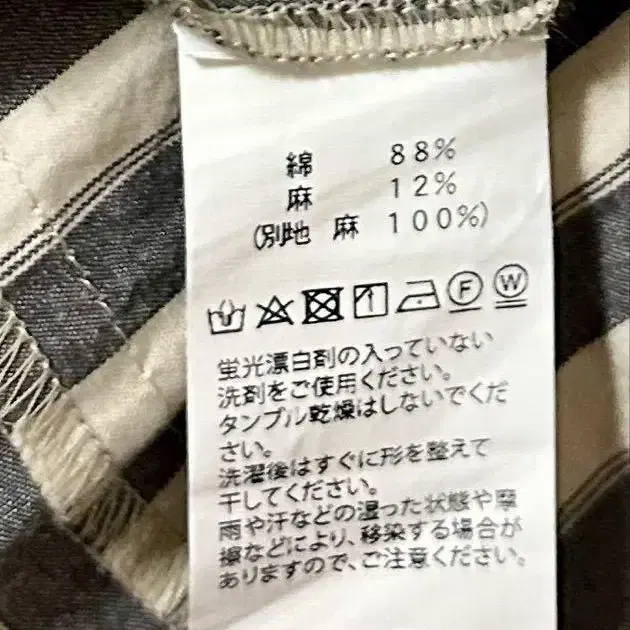 綿 88%
麻 12%
(別地 麻 100%)
F W
蛍光漂白剤の入っていない
洗剤をご使用ください。
タンブル乾燥はしないでくだ
さい。
洗濯後はすぐに形を整えて
干してください。
雨や汗などの湿った状態や摩
擦などにより、移染する場合が
ありますので、ご注意ください。